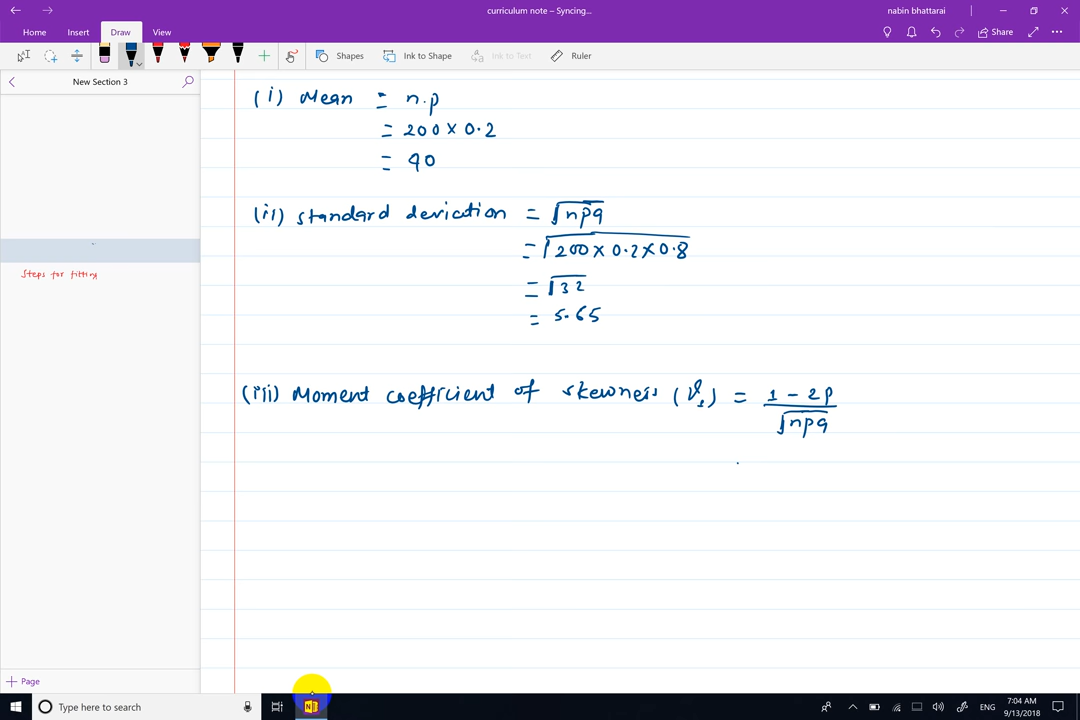 curriculum note – Syncing...
nabin bhattarai
Home Insert Draw View
Share
Shapes Ink to Shape Ink to Text Ruler
New Section 3
Steps for fitting
(i) Mean = n.p
= 200 × 0.2
= 40
(ii) standard deviation = √npq
= √200 × 0.2 × 0.8
= √32
= 5.65
(iii) Moment coefficient of skewness (γ₁) = 1 - 2p
√npq
+ Page
Type here to search
ENG
7:04 AM
9/13/2018